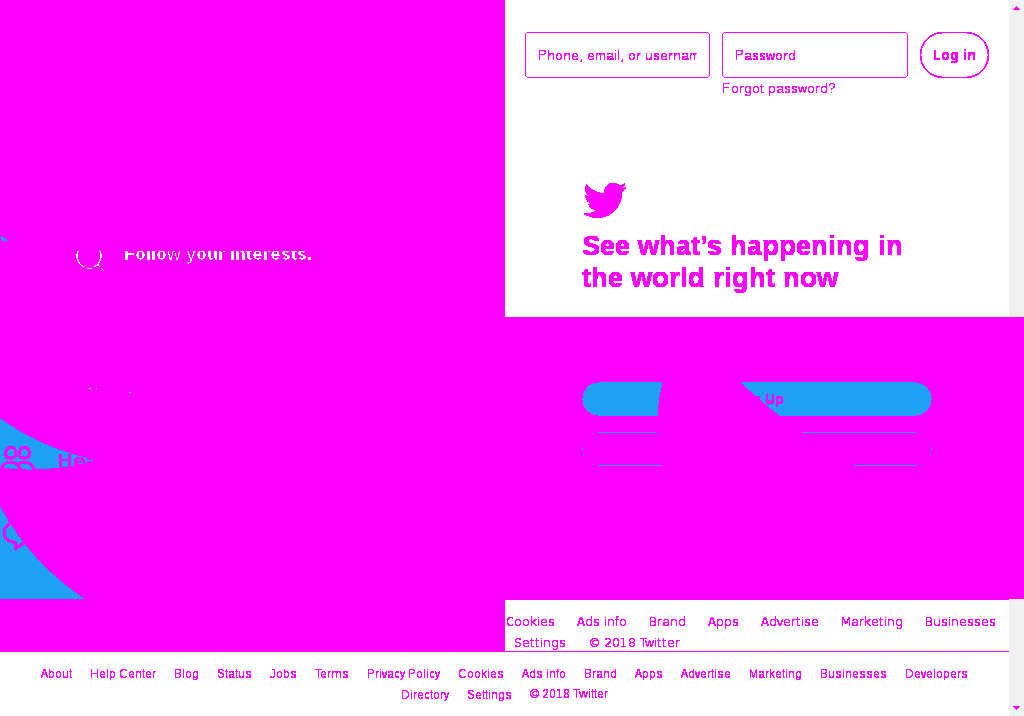 Phone, email, or usernam
Password
Log in
Forgot password?
Follow your interests.
See what's happening in
the world right now
Up
Cookies Ads info Brand Apps Advertise Marketing Businesses
Settings © 2018 Twitter
About Help Center Blog Status Jobs Terms Privacy Policy Cookies Ads info Brand Apps Advertise Marketing Businesses Developers
Directory Settings © 2018 Twitter